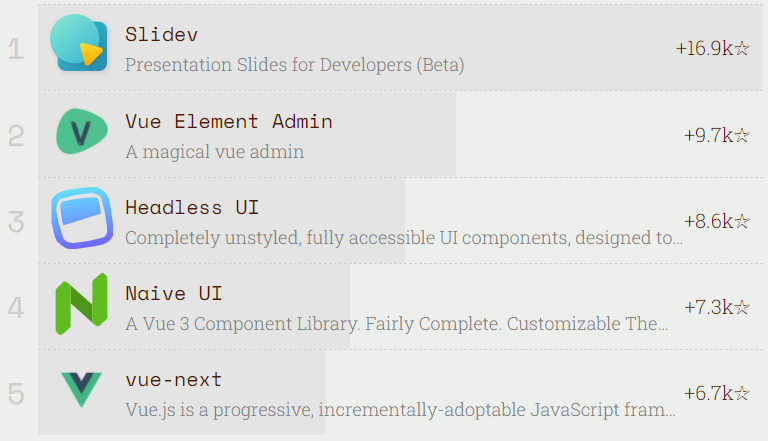 1
Slidev
Presentation Slides for Developers (Beta)
+16.9k☆
2
Vue Element Admin
A magical vue admin
+9.7k☆
3
Headless UI
Completely unstyled, fully accessible UI components, designed to...
+8.6k☆
4
Naive UI
A Vue 3 Component Library. Fairly Complete. Customizable The...
+7.3k☆
5
vue-next
Vue.js is a progressive, incrementally-adoptable JavaScript fram...
+6.7k☆